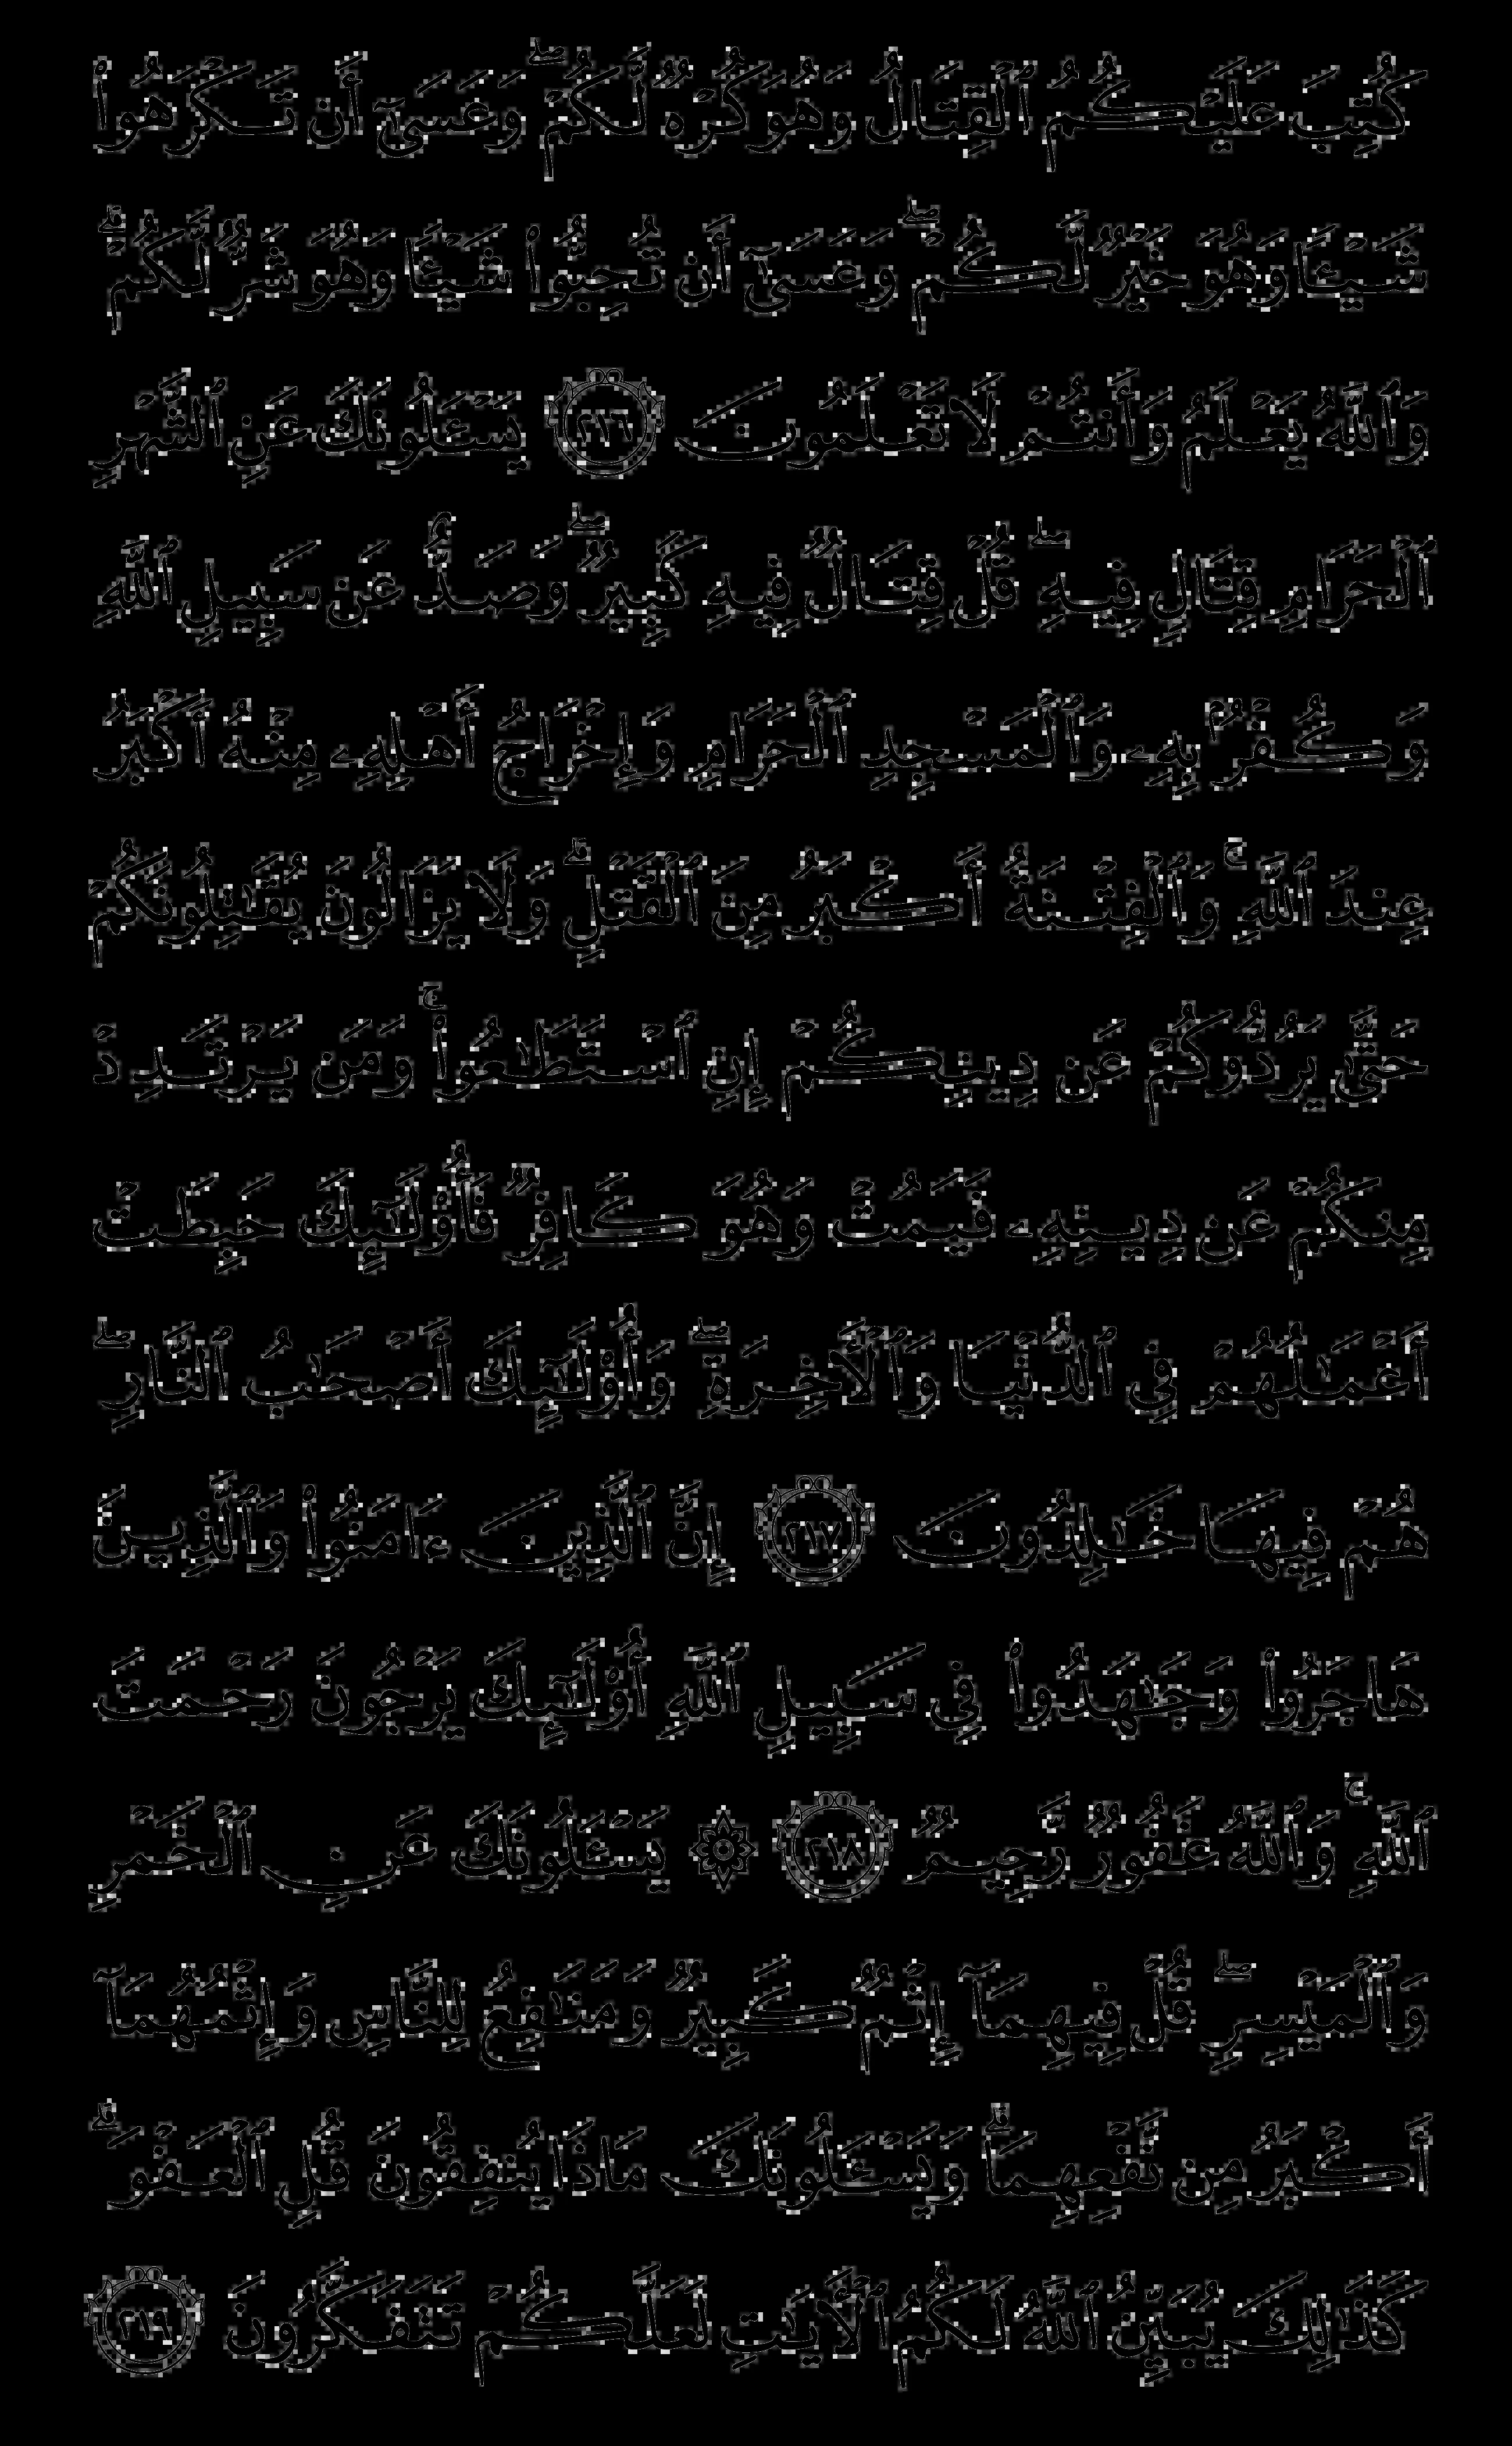 كُتِبَ عَلَيْكُمُ ٱلْقِتَالُ وَهُوَ كُرْهٌ لَّكُمْ ۖ وَعَسَىٰٓ أَن تَكْرَهُوا۟
شَيْـًٔا وَهُوَ خَيْرٌ لَّكُمْ ۖ وَعَسَىٰٓ أَن تُحِبُّوا۟ شَيْـًٔا وَهُوَ شَرٌّ لَّكُمْ ۗ
وَٱللَّهُ يَعْلَمُ وَأَنتُمْ لَا تَعْلَمُونَ ٢١٦ يَسْـَٔلُونَكَ عَنِ ٱلشَّهْرِ
ٱلْحَرَامِ قِتَالٍ فِيهِ ۖ قُلْ قِتَالٌ فِيهِ كَبِيرٌ ۖ وَصَدٌّ عَن سَبِيلِ ٱللَّهِ
وَكُفْرٌۢ بِهِۦ وَٱلْمَسْجِدِ ٱلْحَرَامِ وَإِخْرَاجُ أَهْلِهِۦ مِنْهُ أَكْبَرُ
عِندَ ٱللَّهِ ۚ وَٱلْفِتْنَةُ أَكْبَرُ مِنَ ٱلْقَتْلِ ۗ وَلَا يَزَالُونَ يُقَـٰتِلُونَكُمْ
حَتَّىٰ يَرُدُّوكُمْ عَن دِينِكُمْ إِنِ ٱسْتَطَـٰعُوا۟ ۚ وَمَن يَرْتَدِدْ
مِنكُمْ عَن دِينِهِۦ فَيَمُتْ وَهُوَ كَافِرٌ فَأُو۟لَـٰٓئِكَ حَبِطَتْ
أَعْمَـٰلُهُمْ فِى ٱلدُّنْيَا وَٱلْـَٔاخِرَةِ ۖ وَأُو۟لَـٰٓئِكَ أَصْحَـٰبُ ٱلنَّارِ ۖ
هُمْ فِيهَا خَـٰلِدُونَ ٢١٧ إِنَّ ٱلَّذِينَ ءَامَنُوا۟ وَٱلَّذِينَ
هَاجَرُوا۟ وَجَـٰهَدُوا۟ فِى سَبِيلِ ٱللَّهِ أُو۟لَـٰٓئِكَ يَرْجُونَ رَحْمَتَ
ٱللَّهِ ۚ وَٱللَّهُ غَفُورٌ رَّحِيمٌ ٢١٨ ۞ يَسْـَٔلُونَكَ عَنِ ٱلْخَمْرِ
وَٱلْمَيْسِرِ ۖ قُلْ فِيهِمَآ إِثْمٌ كَبِيرٌ وَمَنَـٰفِعُ لِلنَّاسِ وَإِثْمُهُمَآ
أَكْبَرُ مِن نَّفْعِهِمَا ۗ وَيَسْـَٔلُونَكَ مَاذَا يُنفِقُونَ قُلِ ٱلْعَفْوَ ۗ
كَذَٰلِكَ يُبَيِّنُ ٱللَّهُ لَكُمُ ٱلْـَٔايَـٰتِ لَعَلَّكُمْ تَتَفَكَّرُونَ ٢١٩